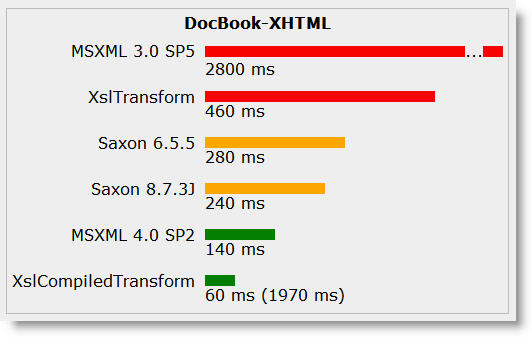 DocBook-XHTML
MSXML 3.0 SP5
...
2800 ms
XslTransform
460 ms
Saxon 6.5.5
280 ms
Saxon 8.7.3J
240 ms
MSXML 4.0 SP2
140 ms
XslCompiledTransform
60 ms (1970 ms)